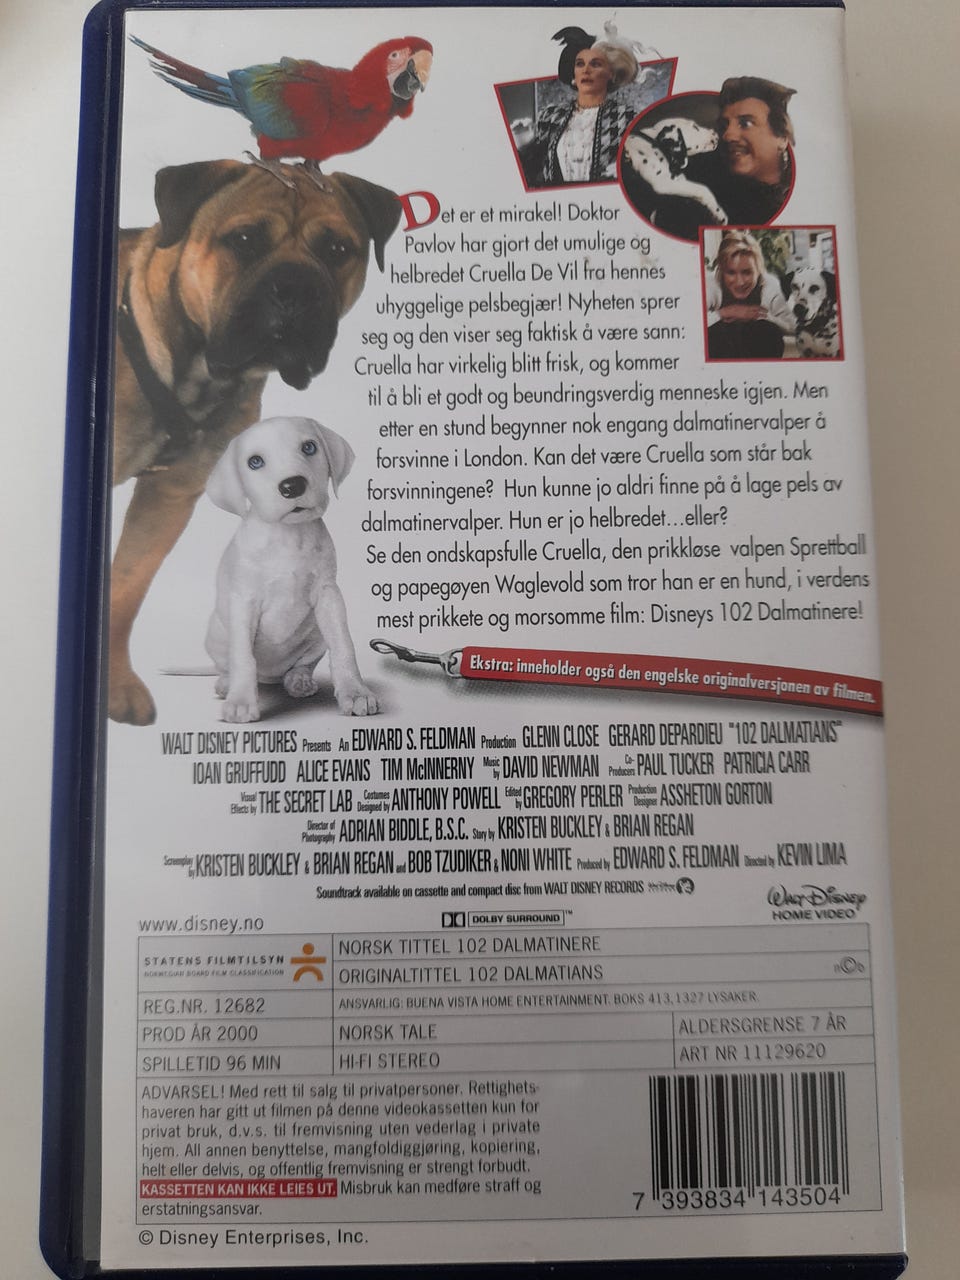 Det er et mirakel! Doktor
Pavlov har gjort det umulige og
helbredet Cruella De Vil fra hennes
uhyggelige pelsbegjær! Nyheten sprer
seg og den viser seg faktisk å være sann:
Cruella har virkelig blitt frisk, og kommer
til å bli et godt og beundringsverdig menneske igjen. Men
etter en stund begynner nok engang dalmatinervalper å
forsvinne i London. Kan det være Cruella som står bak
forsvinningene? Hun kunne jo aldri finne på å lage pels av
dalmatinervalper. Hun er jo helbredet...eller?
Se den ondskapsfulle Cruella, den prikkløse valpen Sprettball
og papegøyen Waglevold som tror han er en hund, i verdens
mest prikkete og morsomme film: Disneys 102 Dalmatinere!
Ekstra: inneholder også den engelske originalversjonen av filmen.
WALT DISNEY PICTURES Presents An EDWARD S. FELDMAN Production GLENN CLOSE GERARD DEPARDIEU "102 DALMATIANS"
IOAN GRUFFUDD ALICE EVANS TIM McINNERNY Music by DAVID NEWMAN Co-Producers PAUL TUCKER PATRICIA CARR
Visual Effects by THE SECRET LAB Costumes Designed by ANTHONY POWELL Edited by GREGORY PERLER Production Designer ASSHETON GORTON
Director of Photography ADRIAN BIDDLE, B.S.C. Story by KRISTEN BUCKLEY & BRIAN REGAN
Screenplay by KRISTEN BUCKLEY & BRIAN REGAN and BOB TZUDIKER & NONI WHITE Produced by EDWARD S. FELDMAN Directed by KEVIN LIMA
Soundtrack available on cassette and compact disc from WALT DISNEY RECORDS
WALT DISNEY
HOME VIDEO
www.disney.no
DOLBY SURROUND™
STATENS FILMTILSYN
NORWEGIAN BOARD FILM CLASSIFICATION
NORSK TITTEL 102 DALMATINERE
ORIGINALTITTEL 102 DALMATIANS
n©b
REG.NR. 12682
ANSVARLIG: BUENA VISTA HOME ENTERTAINMENT. BOKS 413, 1327 LYSAKER.
PROD ÅR 2000
NORSK TALE
ALDERSGRENSE 7 ÅR
SPILLETID 96 MIN
HI-FI STEREO
ART NR 11129620
ADVARSEL! Med rett til salg til privatpersoner. Rettighets-
haveren har gitt ut filmen på denne videokassetten kun for
privat bruk, d.v.s. til fremvisning uten vederlag i private
hjem. All annen benyttelse, mangfoldiggjøring, kopiering,
helt eller delvis, og offentlig fremvisning er strengt forbudt.
KASSETTEN KAN IKKE LEIES UT. Misbruk kan medføre straff og
erstatningsansvar.
7 393834 143504
© Disney Enterprises, Inc.